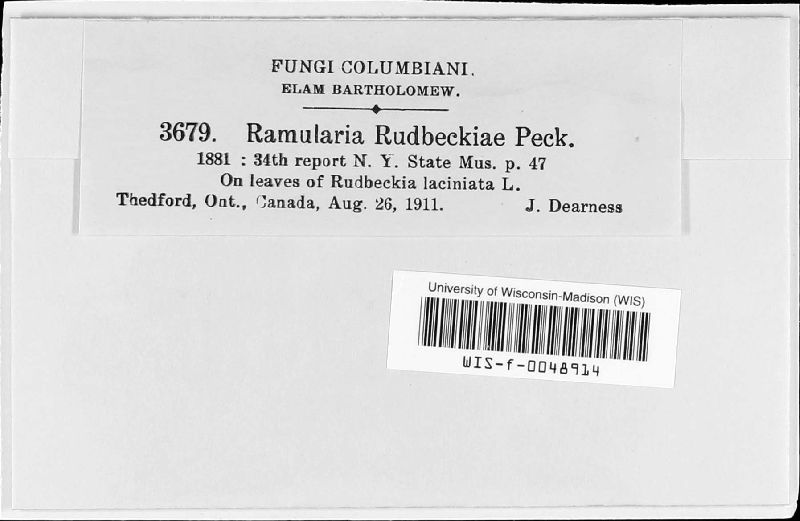 FUNGI COLUMBIANI.
ELAM BARTHOLOMEW.
3679. Ramularia Rudbeckiae Peck.
1881 : 34th report N. Y. State Mus. p. 47
On leaves of Rudbeckia laciniata L.
Thedford, Ont., Canada, Aug. 26, 1911. J. Dearness
University of Wisconsin-Madison (WIS)
WIS-f-0048914